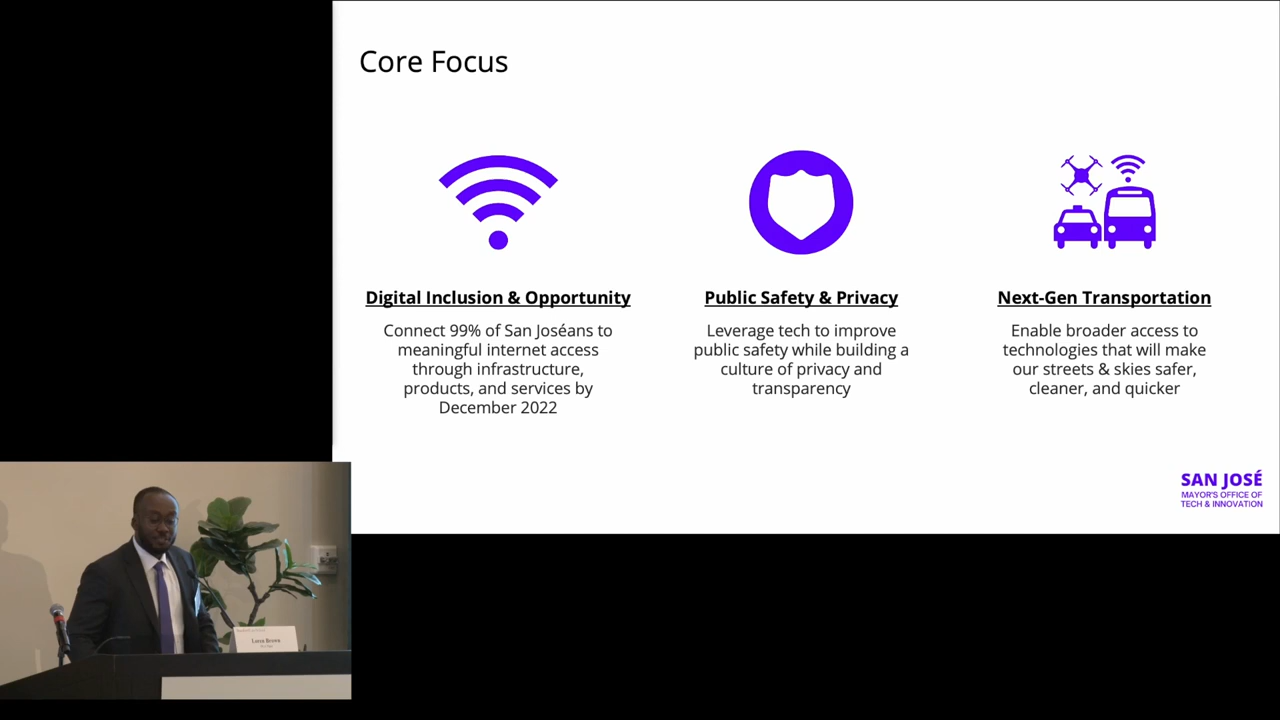 Core Focus
Digital Inclusion & Opportunity
Connect 99% of San Joséans to
meaningful internet access
through infrastructure,
products, and services by
December 2022
Public Safety & Privacy
Leverage tech to improve
public safety while building a
culture of privacy and
transparency
Next-Gen Transportation
Enable broader access to
technologies that will make
our streets & skies safer,
cleaner, and quicker
SAN JOSÉ
MAYOR'S OFFICE OF
TECH & INNOVATION
Loren Brown